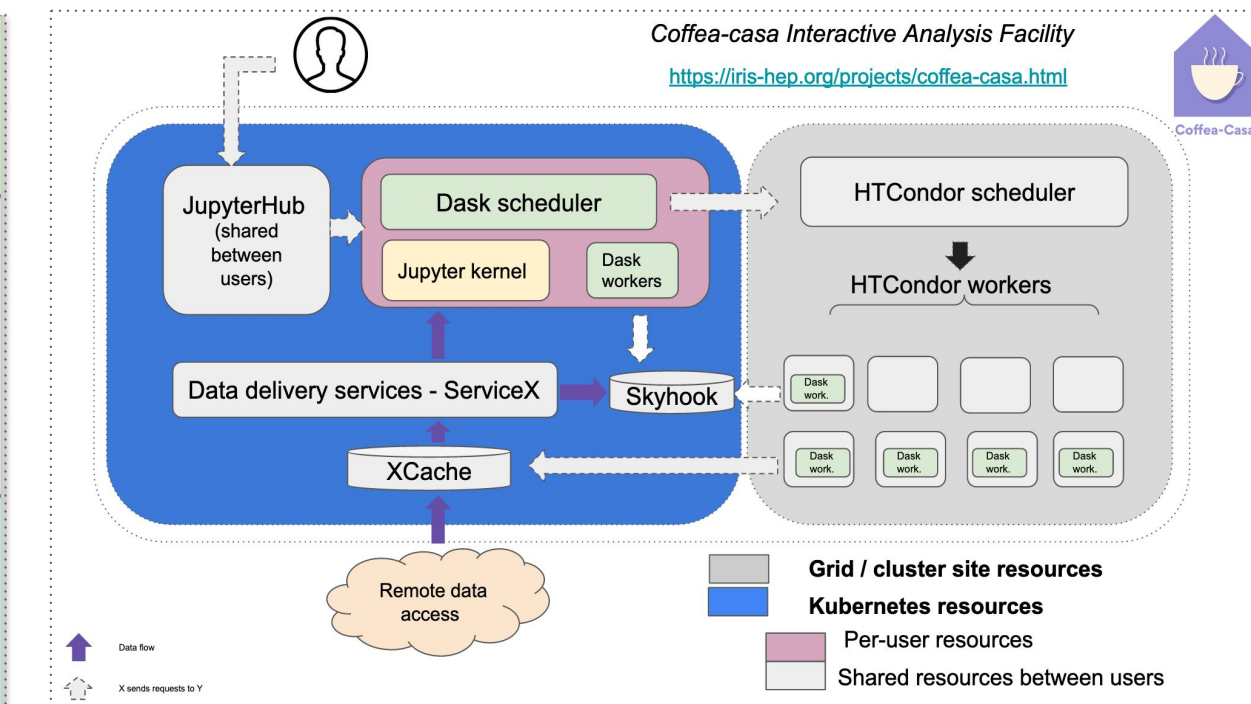 Coffea-casa Interactive Analysis Facility
https://iris-hep.org/projects/coffea-casa.html
Coffea-Casa
JupyterHub
(shared
between
users)
Dask scheduler
Jupyter kernel
Dask
workers
HTCondor scheduler
HTCondor workers
Data delivery services - ServiceX
Skyhook
XCache
Dask
work.
Dask
work.
Dask
work.
Dask
work.
Dask
work.
Remote data
access
Grid / cluster site resources
Kubernetes resources
Per-user resources
Shared resources between users
Data flow
X sends requests to Y